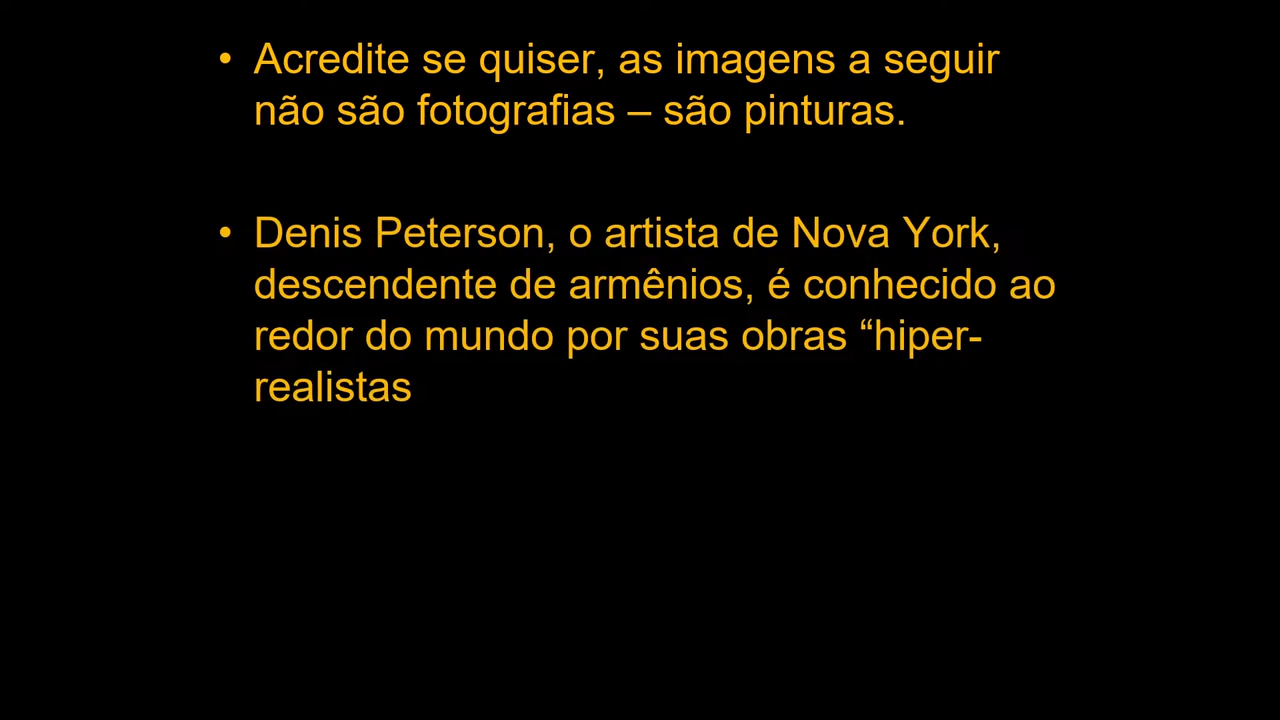 • Acredite se quiser, as imagens a seguir
não são fotografias – são pinturas.
• Denis Peterson, o artista de Nova York,
descendente de armênios, é conhecido ao
redor do mundo por suas obras “hiper-
realistas